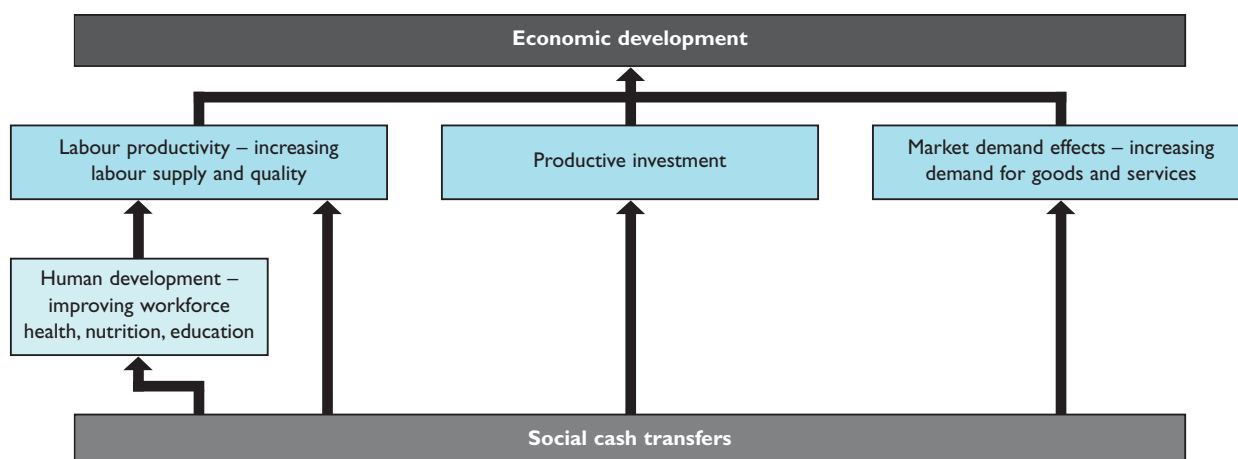 Economic development
Labour productivity – increasing
labour supply and quality
Productive investment
Market demand effects – increasing
demand for goods and services
Human development –
improving workforce
health, nutrition, education
Social cash transfers